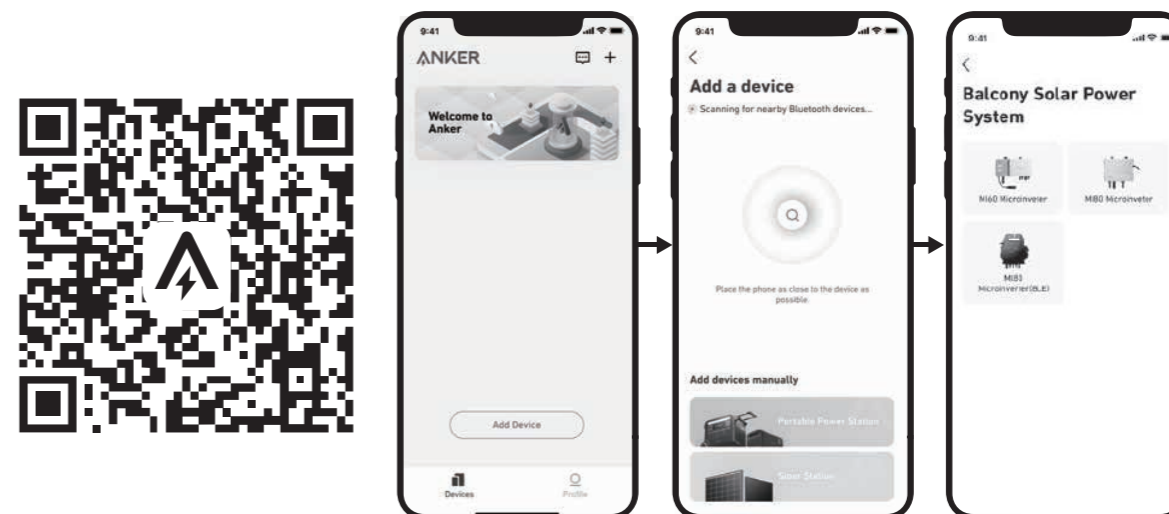 9:41
ANKER
Welcome to
Anker
Add Device
Devices
Profile
9:41
Add a device
Scanning for nearby Bluetooth devices...
Place the phone as close to the device as
possible.
Add devices manually
Portable Power Station
Solar Station
9:41
Balcony Solar Power
System
MI60 Microinverter
MI80 Microinveter
MI80
Microinverter(BLE)